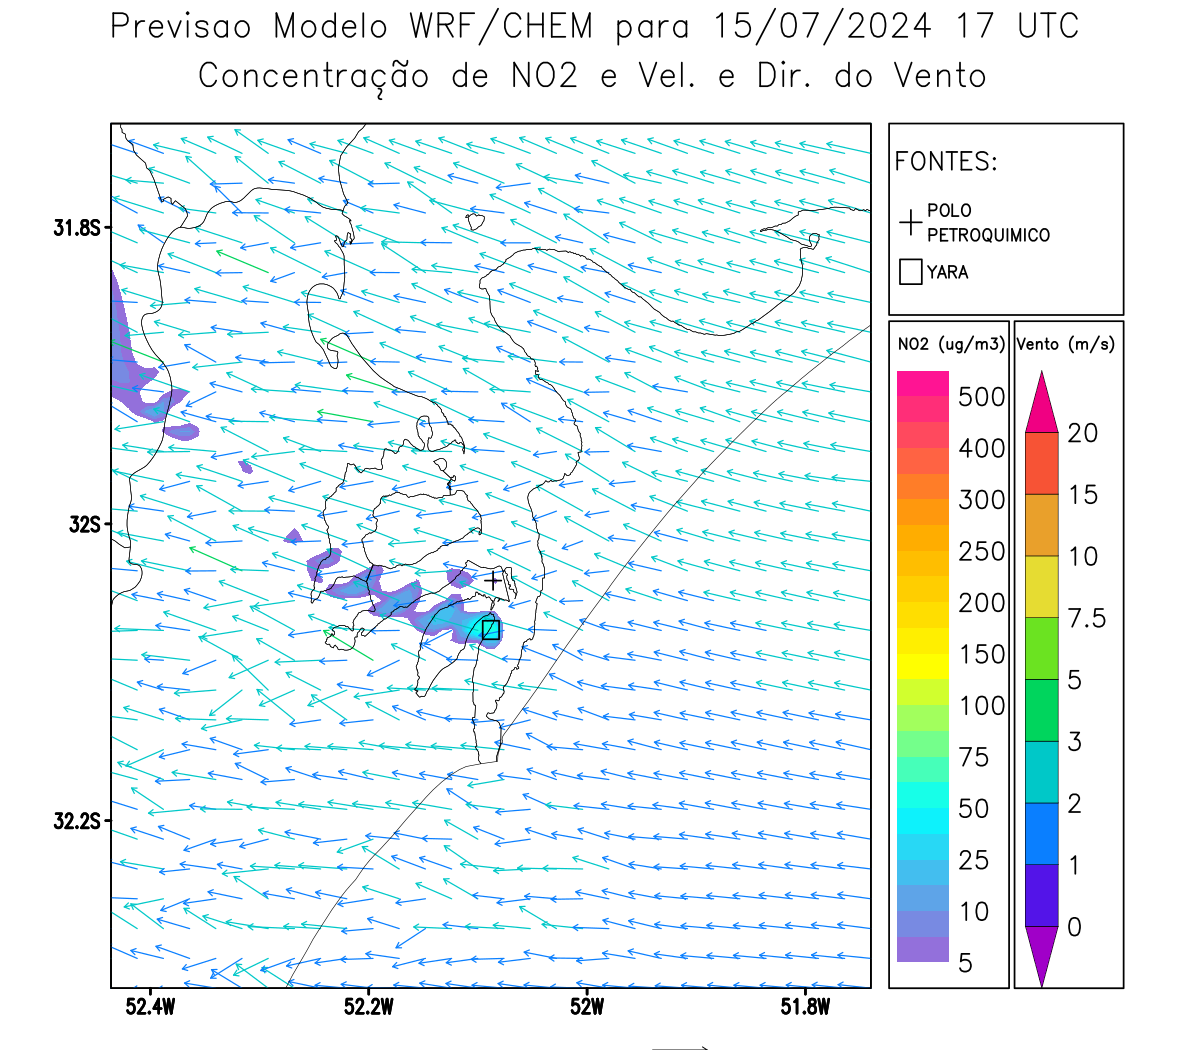 Previsao Modelo WRF/CHEM para 15/07/2024 17 UTC
Concentração de NO2 e Vel. e Dir. do Vento
FONTES:
POLO
PETROQUIMICO
YARA
NO2 (ug/m3)
500
400
300
250
200
150
100
75
50
25
10
5
Vento (m/s)
20
15
10
7.5
5
3
2
1
0
31.8S
32S
32.2S
52.4W 52.2W 52W 51.8W